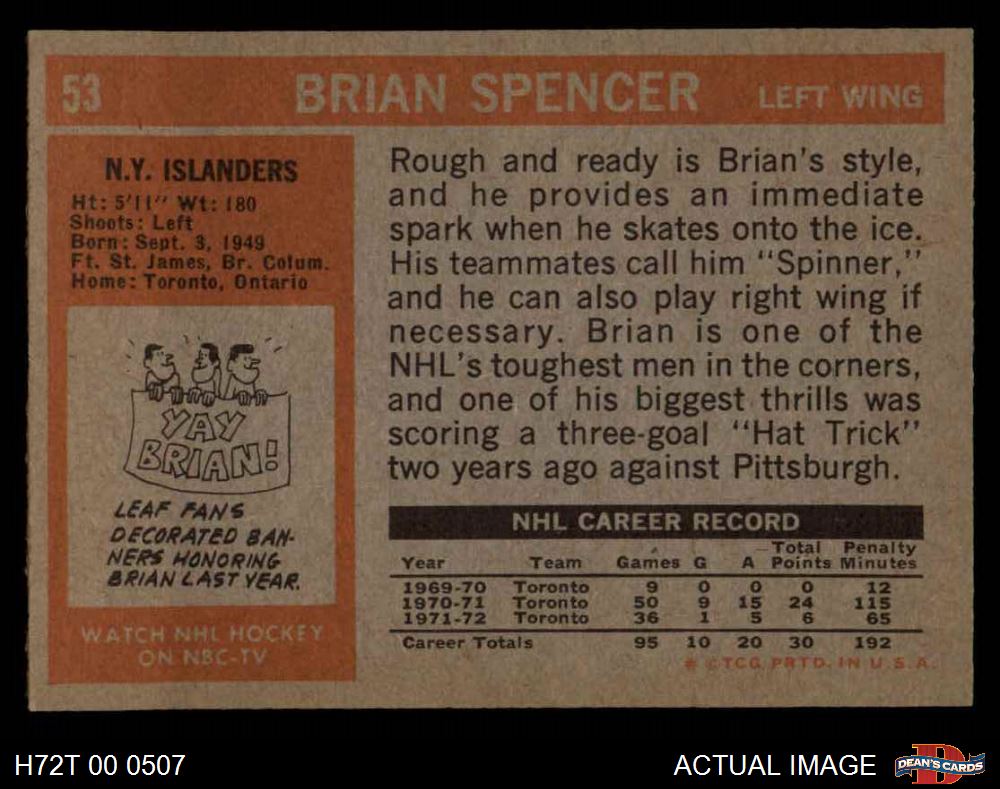 53 BRIAN SPENCER LEFT WING
N.Y. ISLANDERS
Ht: 5'11" Wt: 180
Shoots: Left
Born: Sept. 3, 1949
Ft. St. James, Br. Colum.
Home: Toronto, Ontario
YAY
BRIAN!
LEAF FANS
DECORATED BAN-
NERS HONORING
BRIAN LAST YEAR.
WATCH NHL HOCKEY
ON NBC-TV
Rough and ready is Brian's style,
and he provides an immediate
spark when he skates onto the ice.
His teammates call him "Spinner,"
and he can also play right wing if
necessary. Brian is one of the
NHL's toughest men in the corners,
and one of his biggest thrills was
scoring a three-goal "Hat Trick"
two years ago against Pittsburgh.
NHL CAREER RECORD
Year Team Games G A Total Points Penalty Minutes
1969-70 Toronto 9 0 0 0 12
1970-71 Toronto 50 9 15 24 115
1971-72 Toronto 36 1 5 6 65
Career Totals 95 10 20 30 192
* ©TCG PRTD. IN U.S.A.
H72T 00 0507
ACTUAL IMAGE
D
DEAN'S CARDS